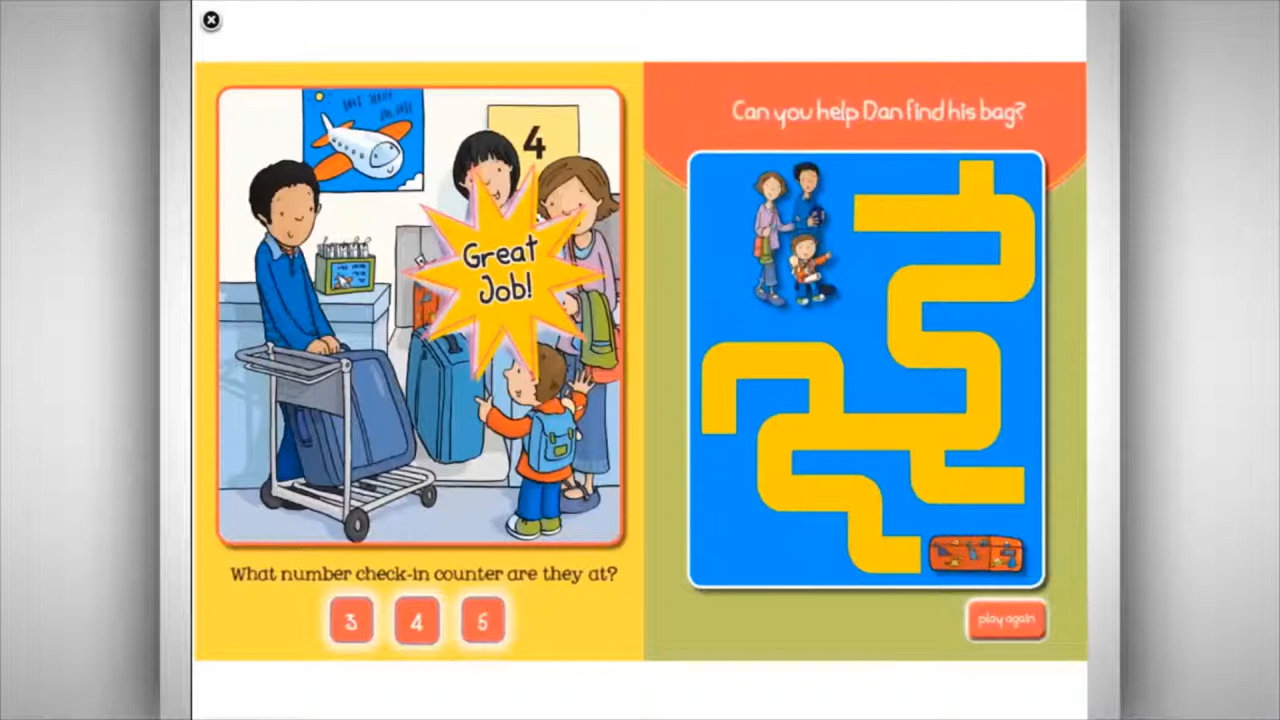 4
Great
Job!
What number check-in counter are they at?
3
4
5
Can you help Dan find his bag?
play again